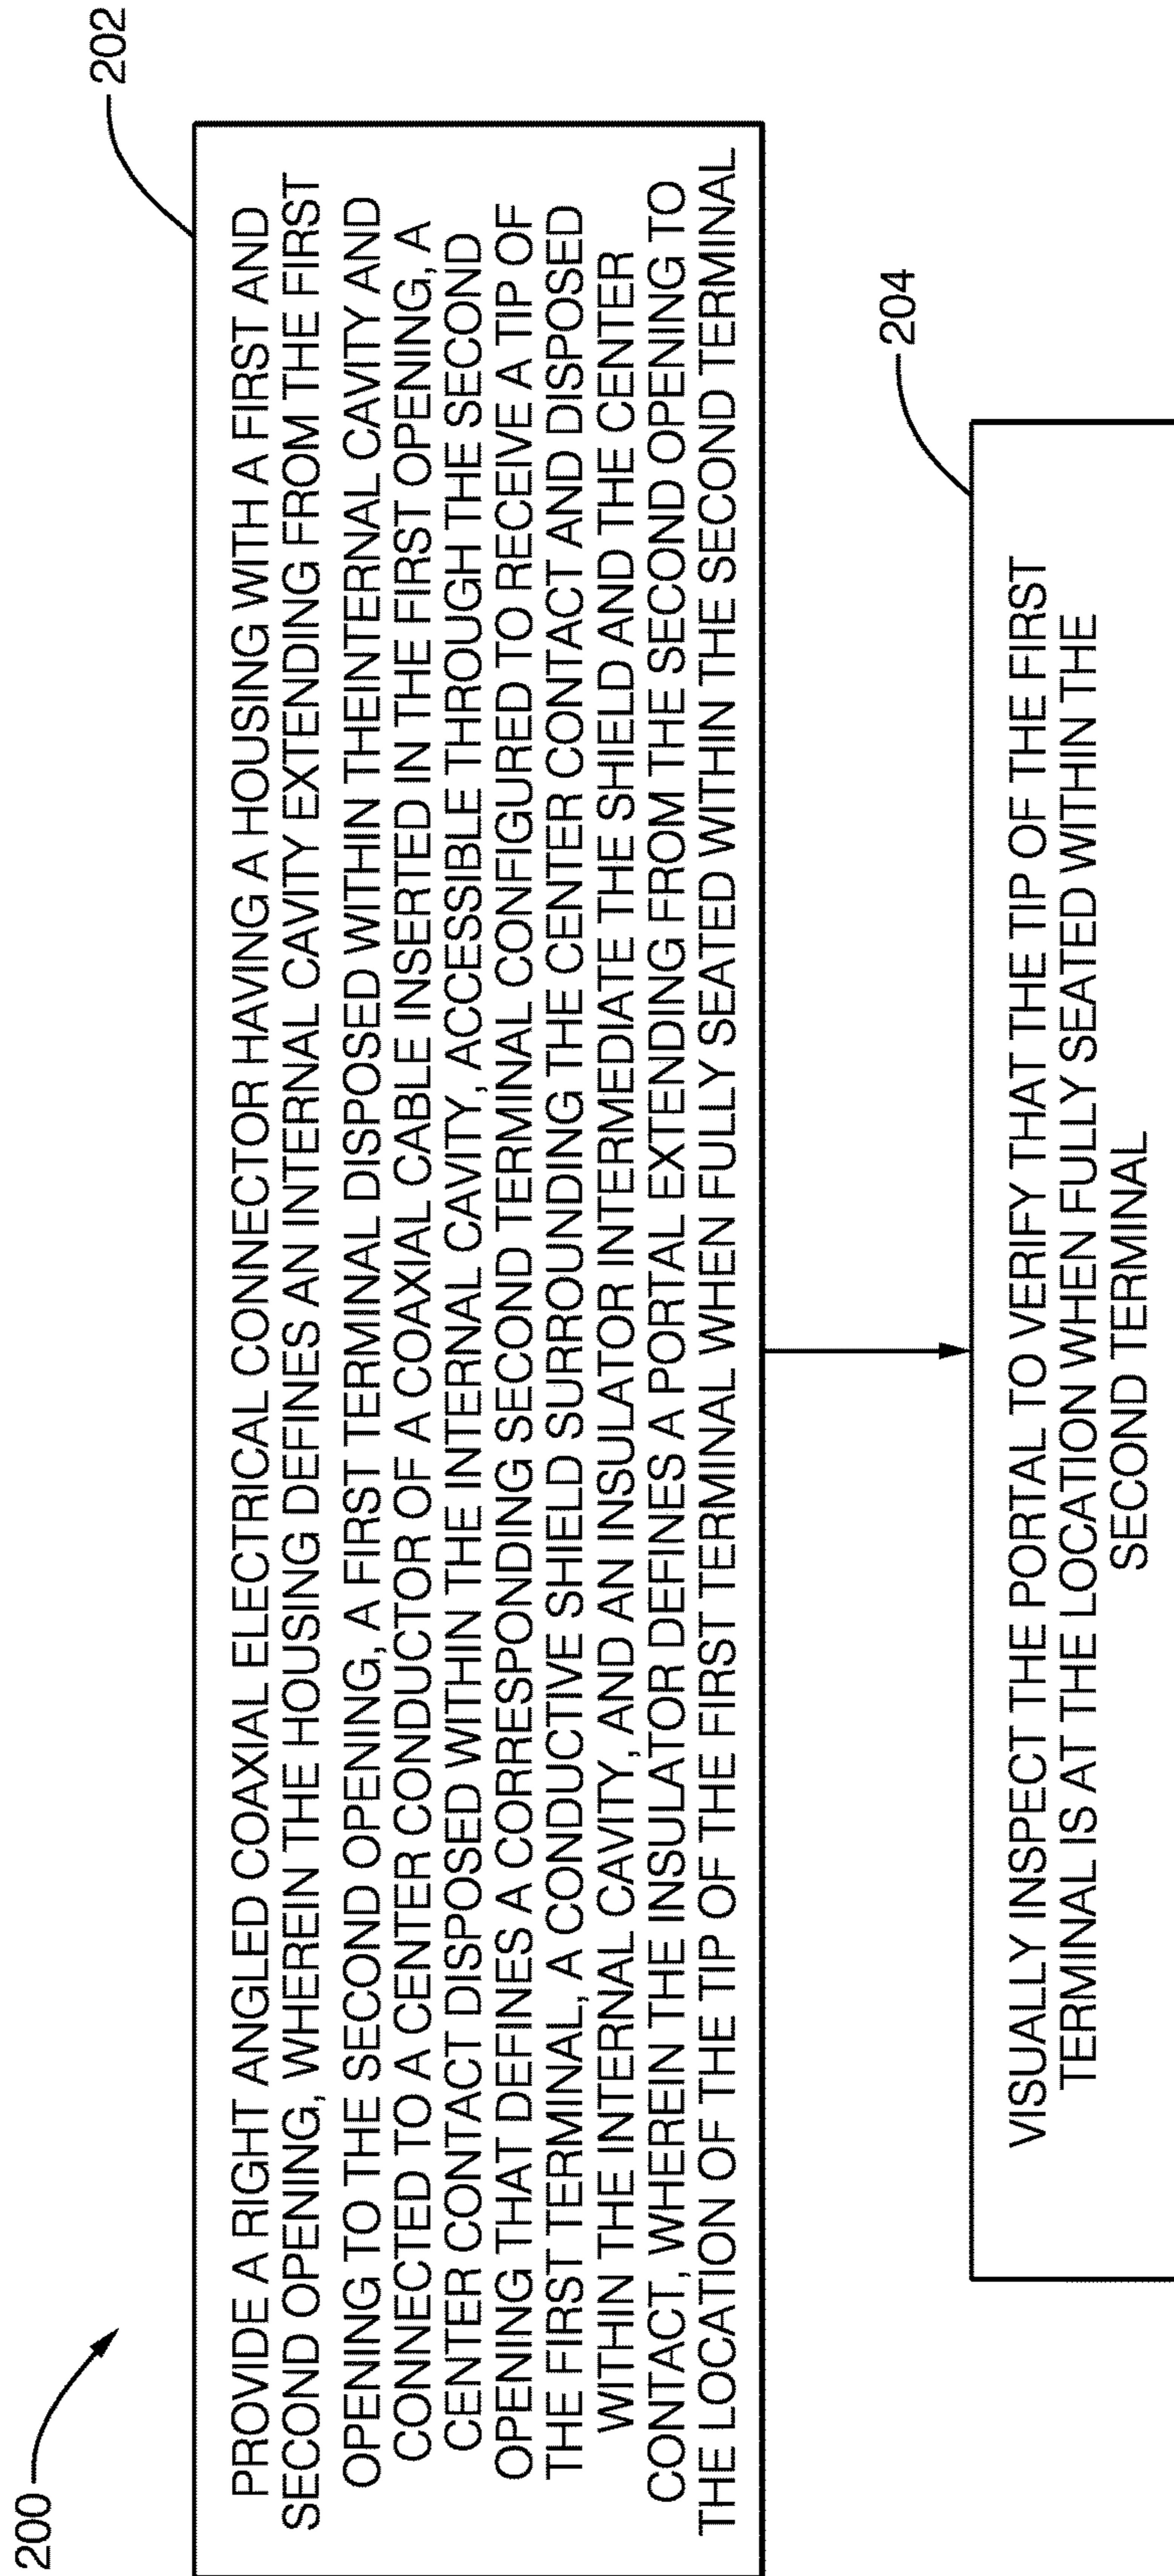 200
202
PROVIDE A RIGHT ANGLED COAXIAL ELECTRICAL CONNECTOR HAVING A HOUSING WITH A FIRST AND
SECOND OPENING, WHEREIN THE HOUSING DEFINES AN INTERNAL CAVITY EXTENDING FROM THE FIRST
OPENING TO THE SECOND OPENING, A FIRST TERMINAL DISPOSED WITHIN THEINTERNAL CAVITY AND
CONNECTED TO A CENTER CONDUCTOR OF A COAXIAL CABLE INSERTED IN THE FIRST OPENING, A
CENTER CONTACT DISPOSED WITHIN THE INTERNAL CAVITY, ACCESSIBLE THROUGH THE SECOND
OPENING THAT DEFINES A CORRESPONDING SECOND TERMINAL CONFIGURED TO RECEIVE A TIP OF
THE FIRST TERMINAL, A CONDUCTIVE SHIELD SURROUNDING THE CENTER CONTACT AND DISPOSED
WITHIN THE INTERNAL CAVITY, AND AN INSULATOR INTERMEDIATE THE SHIELD AND THE CENTER
CONTACT, WHEREIN THE INSULATOR DEFINES A PORTAL EXTENDING FROM THE SECOND OPENING TO
THE LOCATION OF THE TIP OF THE FIRST TERMINAL WHEN FULLY SEATED WITHIN THE SECOND TERMINAL
204
VISUALLY INSPECT THE PORTAL TO VERIFY THAT THE TIP OF THE FIRST
TERMINAL IS AT THE LOCATION WHEN FULLY SEATED WITHIN THE
SECOND TERMINAL